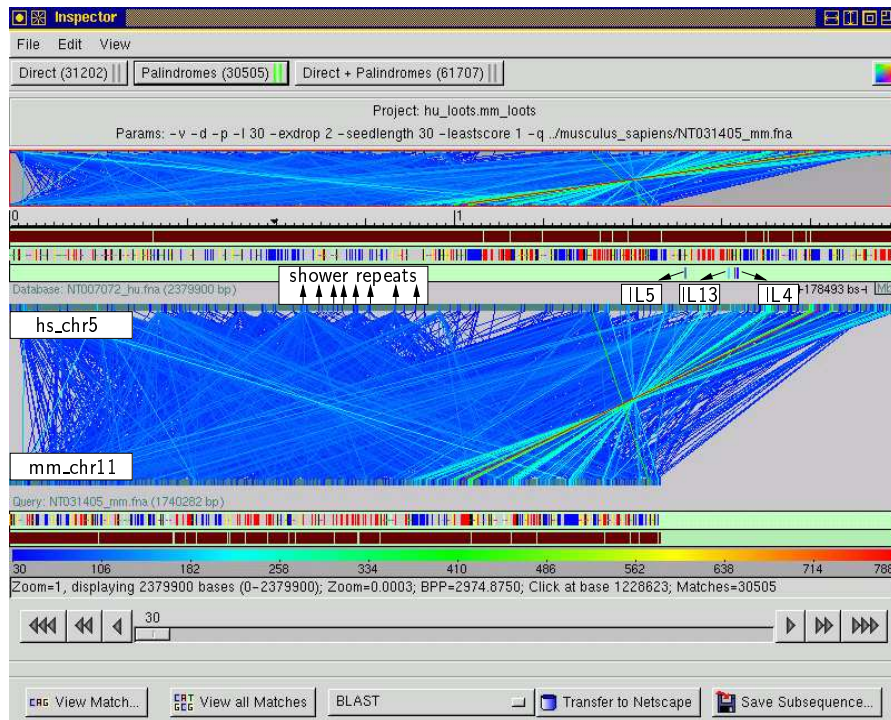 Inspector
File Edit View
Direct (31202) Palindromes (30505) Direct + Palindromes (61707)
Project: hu_loots.mm_loots
Params: -v -d -p -l 30 -exdrop 2 -seedlength 30 -leastscore 1 -q ../musculus_sapiens/NT031405_mm.fna
0 1
shower repeats
Database: NT007072_hu.fna (2379900 bp)
IL5 IL13 IL4
178493 bs
hs_chr5
mm_chr11
Query: NT031405_mm.fna (1740282 bp)
30 106 182 258 334 410 486 562 638 714 788
Zoom=1, displaying 2379900 bases (0-2379900); Zoom=0.0003; BPP=2974.8750; Click at base 1228623; Matches=30505
30
CAG View Match... CAT GCG View all Matches BLAST Transfer to Netscape Save Subsequence...